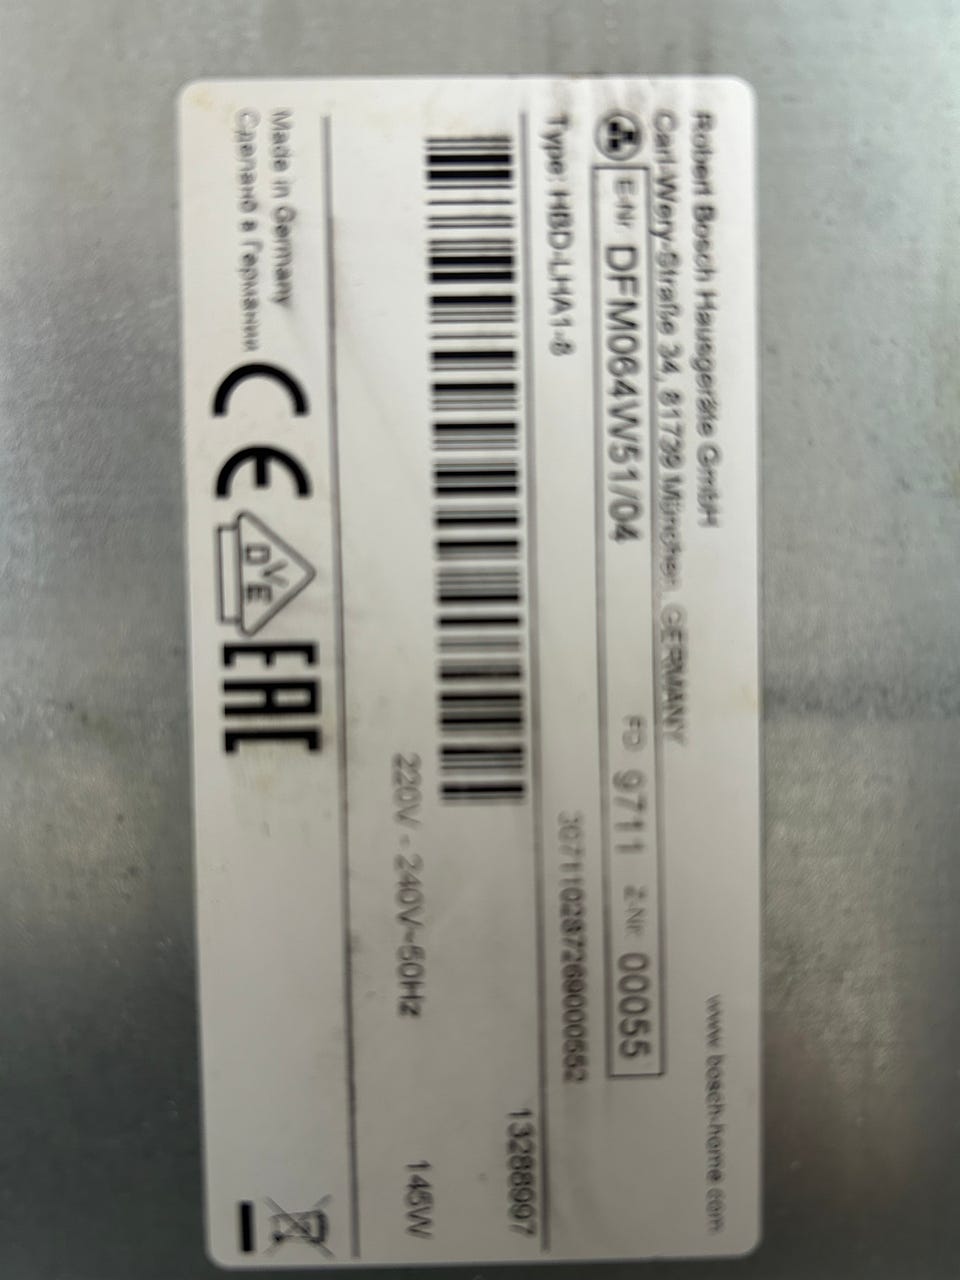 Robert Bosch Hausgeräte GmbH www.bosch-home.com
Carl-Wery-Straße 34, 81739 München, GERMANY
E-Nr DFM064W51/04 FD 9711 Z-Nr 00055
Type: HBD-LHA1-8 307110287260000552
13288997
220V - 240V~50Hz 145W
Made in Germany
Сделано в Германии
CE
DVE
EAC